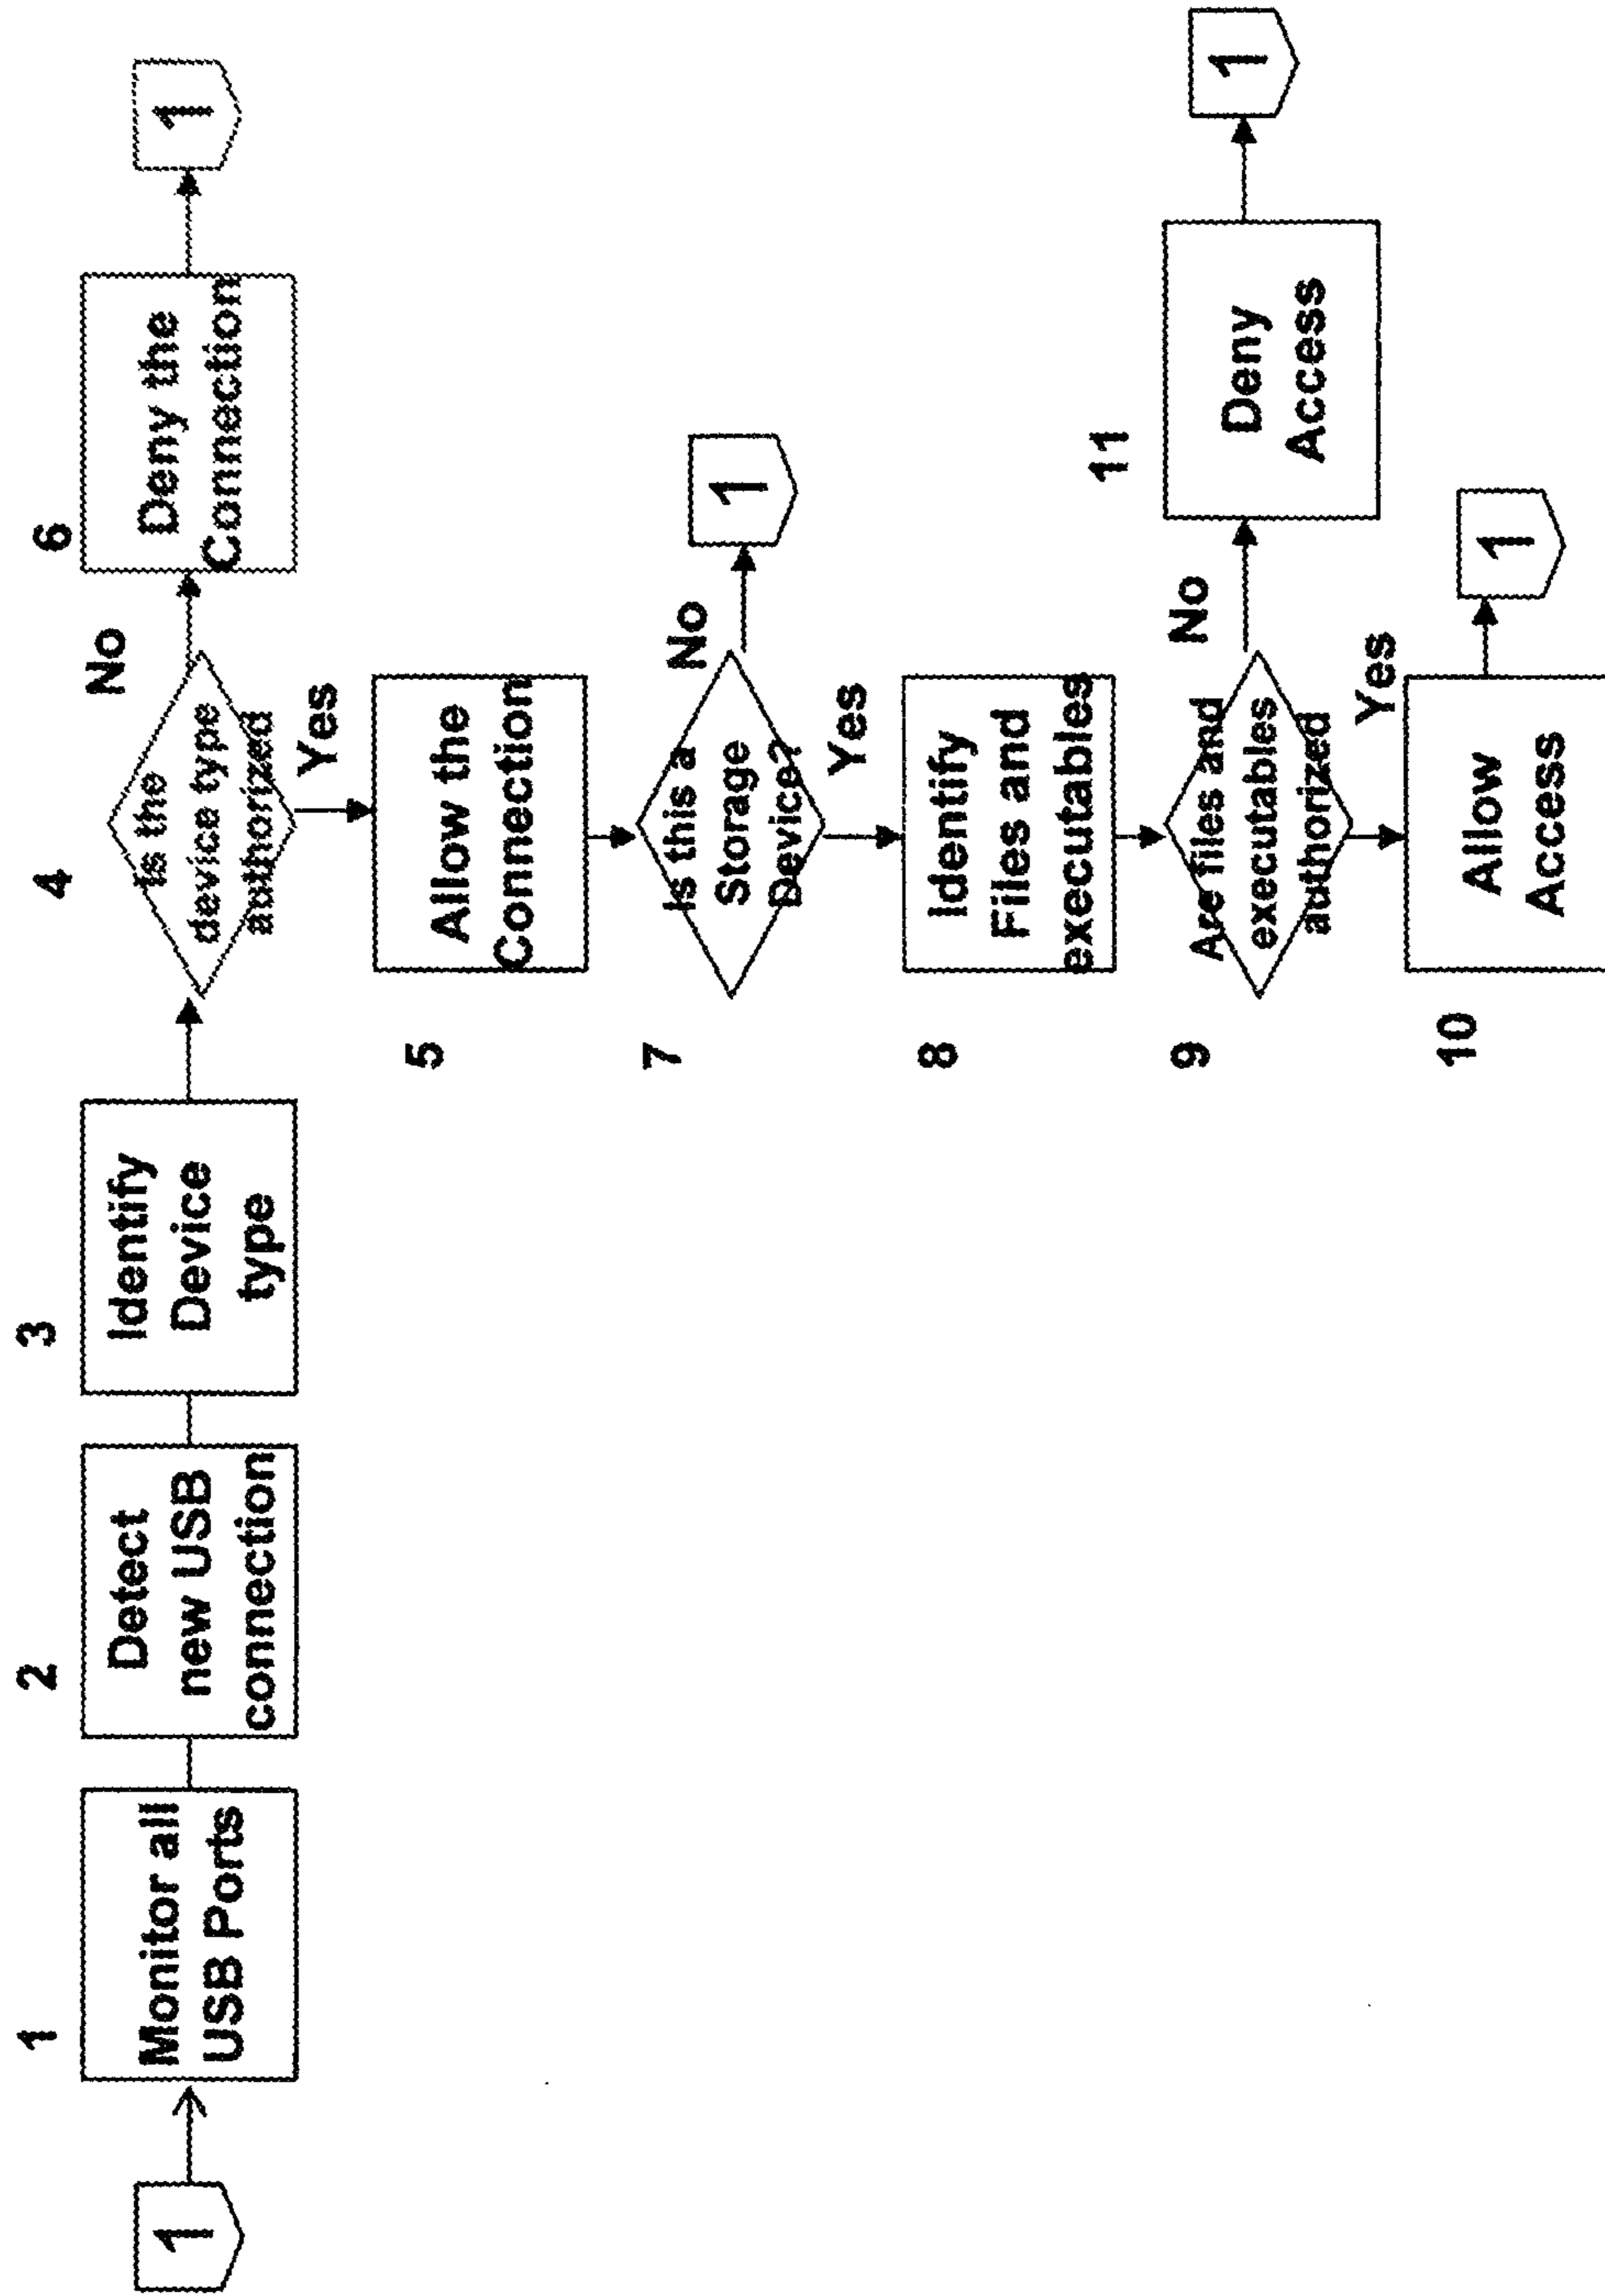 1
1
Monitor all
USB Ports
2
Detect
new USB
connection
3
Identify
Device
type
4
Is the
device type
authorized
No
6
Deny the
Connection
1
Yes
5
Allow the
Connection
7
Is this a
Storage
Device?
No
1
Yes
8
Identify
Files and
executables
9
Are files and
executables
authorized
No
11
Deny
Access
1
Yes
10
Allow
Access
1